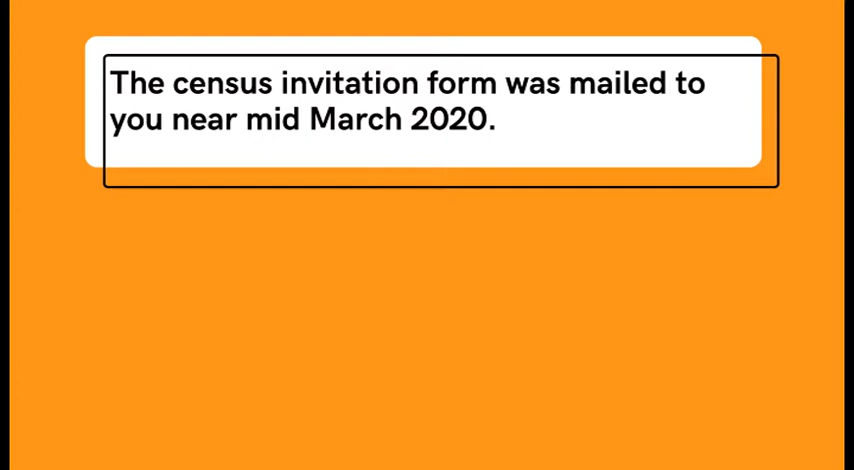 The census invitation form was mailed to
you near mid March 2020.